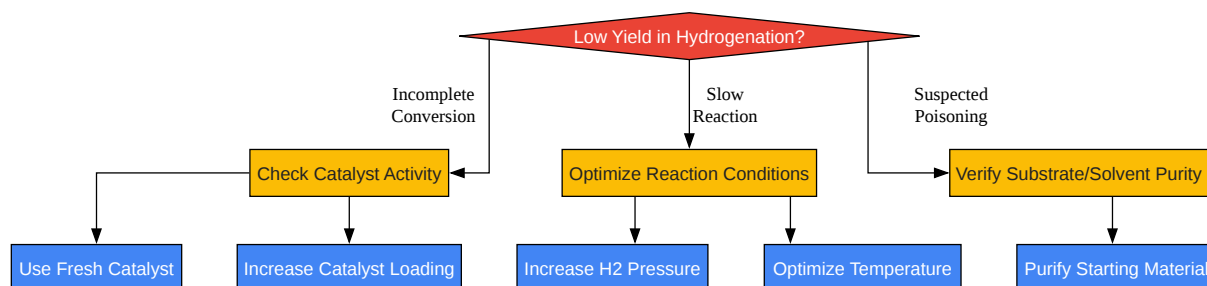 Low Yield in Hydrogenation?
Incomplete
Conversion
Slow
Reaction
Suspected
Poisoning
Check Catalyst Activity
Optimize Reaction Conditions
Verify Substrate/Solvent Purity
Use Fresh Catalyst
Increase Catalyst Loading
Increase H2 Pressure
Optimize Temperature
Purify Starting Material